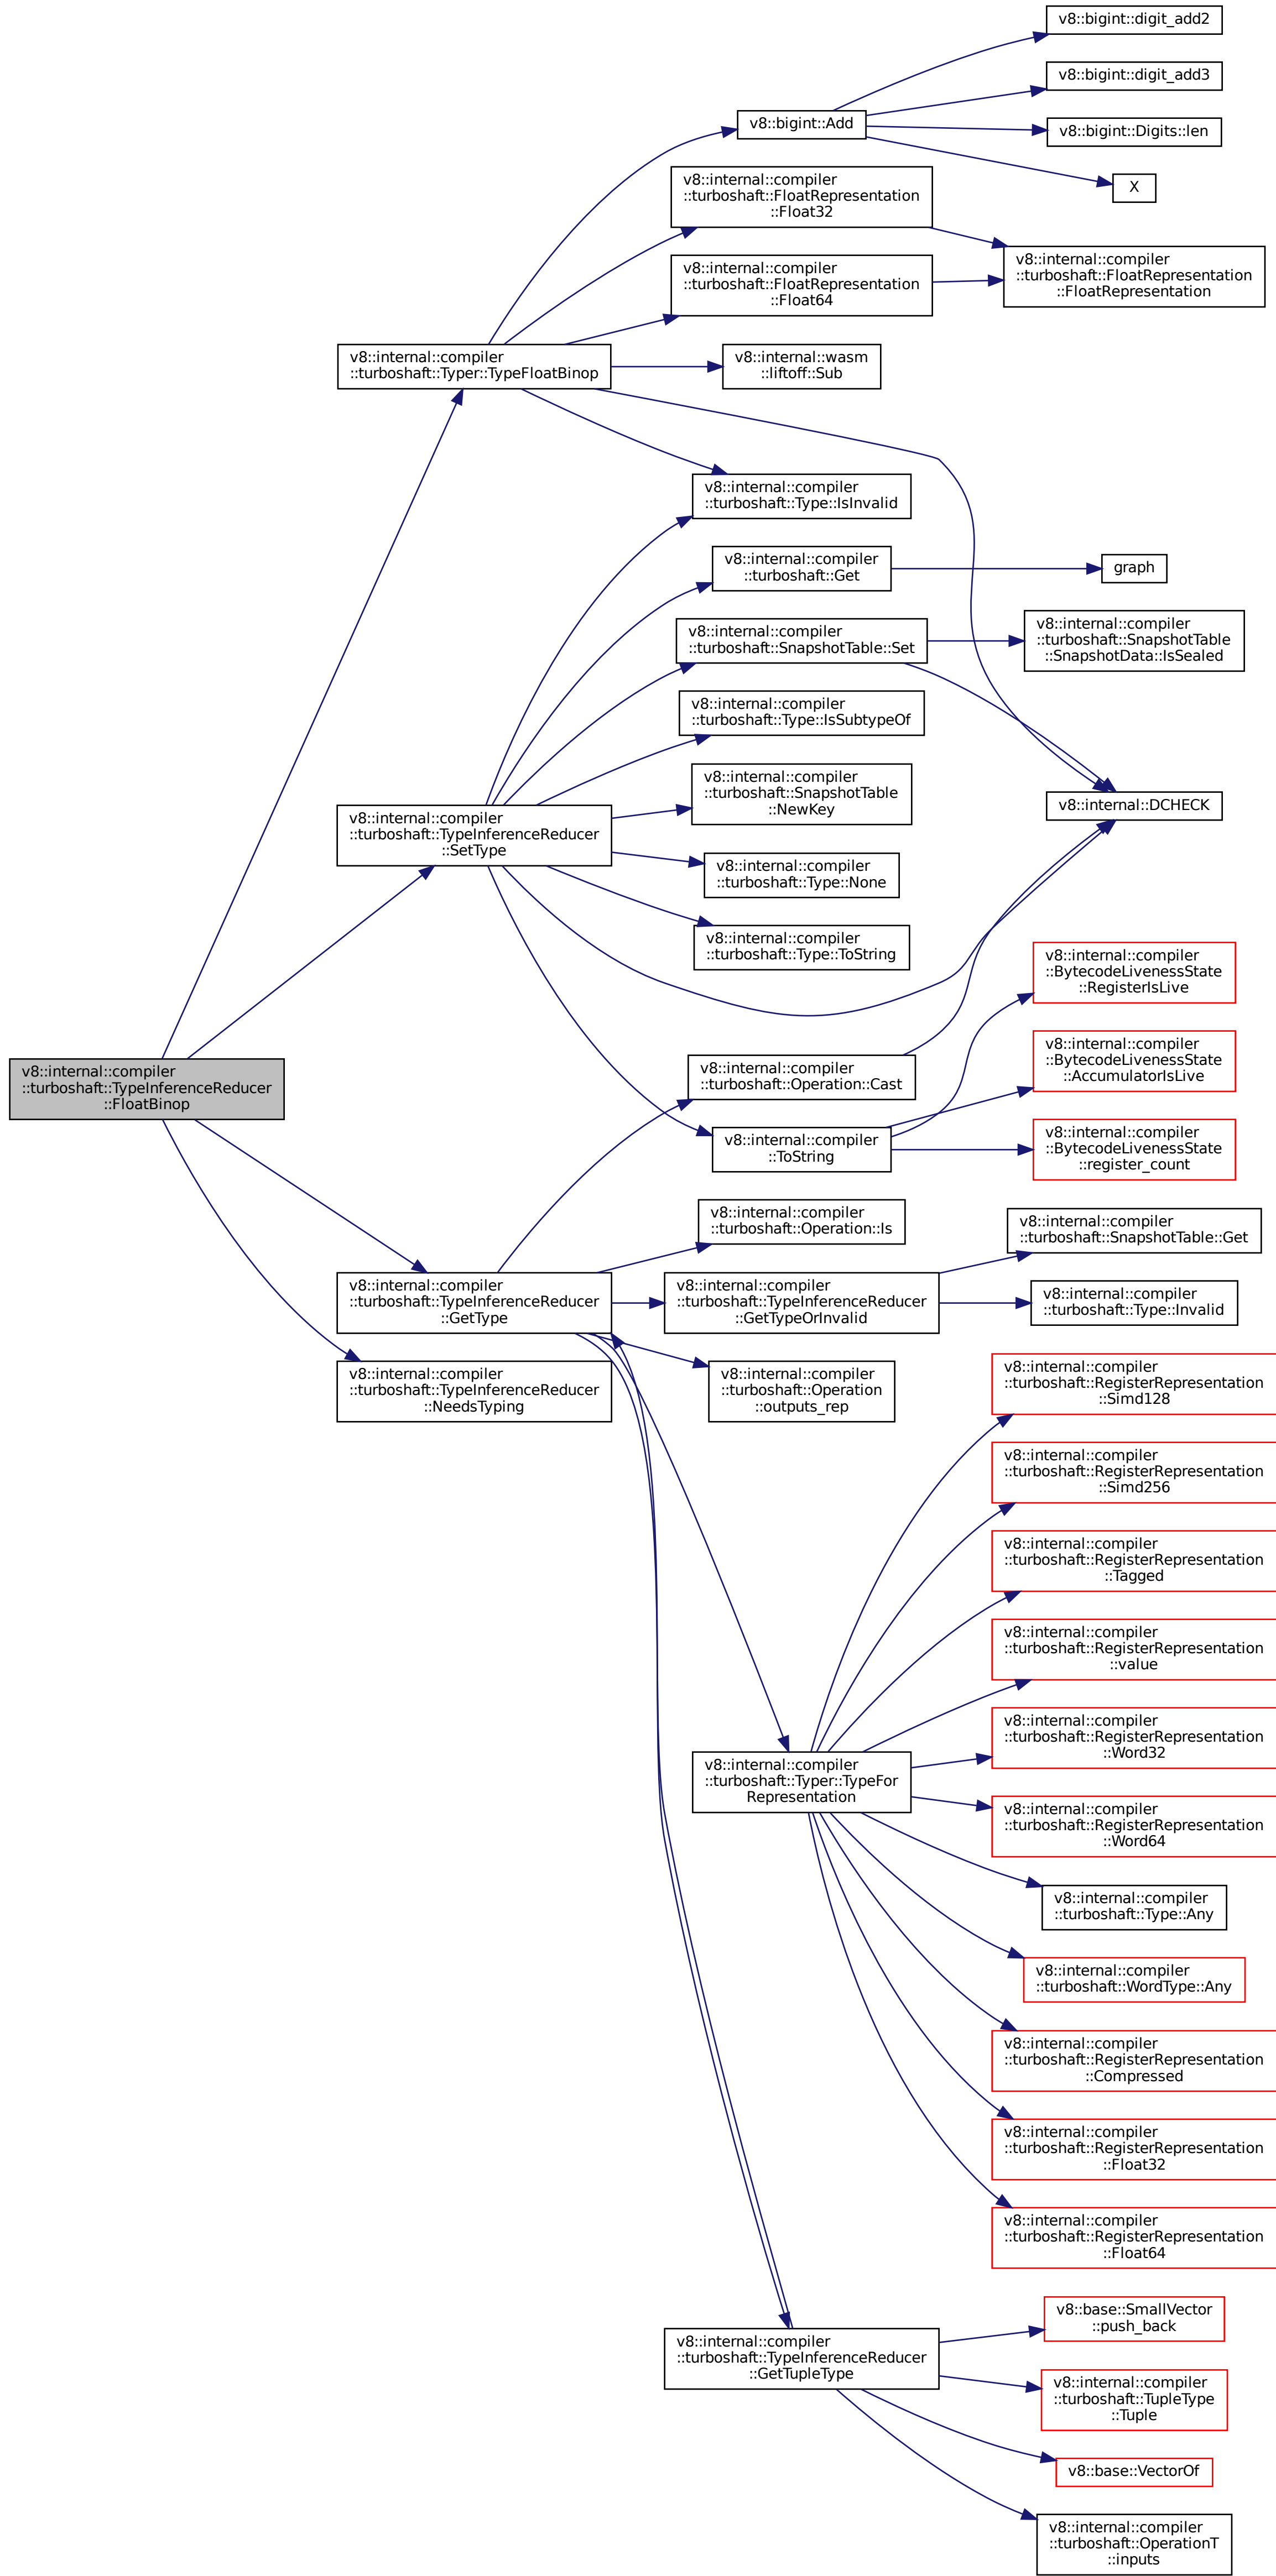 v8::bigint::digit_add2
v8::bigint::digit_add3
v8::bigint::Add
v8::bigint::Digits::len
X
v8::internal::compiler
::turboshaft::FloatRepresentation
::Float32
v8::internal::compiler
::turboshaft::FloatRepresentation
::FloatRepresentation
v8::internal::compiler
::turboshaft::FloatRepresentation
::Float64
v8::internal::compiler
::turboshaft::Typer::TypeFloatBinop
v8::internal::wasm
::liftoff::Sub
v8::internal::compiler
::turboshaft::Type::IsInvalid
v8::internal::compiler
::turboshaft::Get
graph
v8::internal::compiler
::turboshaft::SnapshotTable::Set
v8::internal::compiler
::turboshaft::SnapshotTable
::SnapshotData::IsSealed
v8::internal::compiler
::turboshaft::Type::IsSubtypeOf
v8::internal::compiler
::turboshaft::SnapshotTable
::NewKey
v8::internal::DCHECK
v8::internal::compiler
::turboshaft::TypeInferenceReducer
::SetType
v8::internal::compiler
::turboshaft::Type::None
v8::internal::compiler
::turboshaft::Type::ToString
v8::internal::compiler
::BytecodeLivenessState
::RegisterIsLive
v8::internal::compiler
::BytecodeLivenessState
::AccumulatorIsLive
v8::internal::compiler
::turboshaft::TypeInferenceReducer
::FloatBinop
v8::internal::compiler
::turboshaft::Operation::Cast
v8::internal::compiler
::ToString
v8::internal::compiler
::BytecodeLivenessState
::register_count
v8::internal::compiler
::turboshaft::Operation::Is
v8::internal::compiler
::turboshaft::SnapshotTable::Get
v8::internal::compiler
::turboshaft::TypeInferenceReducer
::GetType
v8::internal::compiler
::turboshaft::TypeInferenceReducer
::GetTypeOrInvalid
v8::internal::compiler
::turboshaft::Type::Invalid
v8::internal::compiler
::turboshaft::TypeInferenceReducer
::NeedsTyping
v8::internal::compiler
::turboshaft::Operation
::outputs_rep
v8::internal::compiler
::turboshaft::RegisterRepresentation
::Simd128
v8::internal::compiler
::turboshaft::RegisterRepresentation
::Simd256
v8::internal::compiler
::turboshaft::RegisterRepresentation
::Tagged
v8::internal::compiler
::turboshaft::RegisterRepresentation
::value
v8::internal::compiler
::turboshaft::RegisterRepresentation
::Word32
v8::internal::compiler
::turboshaft::Typer::TypeFor
Representation
v8::internal::compiler
::turboshaft::RegisterRepresentation
::Word64
v8::internal::compiler
::turboshaft::Type::Any
v8::internal::compiler
::turboshaft::WordType::Any
v8::internal::compiler
::turboshaft::RegisterRepresentation
::Compressed
v8::internal::compiler
::turboshaft::RegisterRepresentation
::Float32
v8::internal::compiler
::turboshaft::RegisterRepresentation
::Float64
v8::base::SmallVector
::push_back
v8::internal::compiler
::turboshaft::TypeInferenceReducer
::GetTupleType
v8::internal::compiler
::turboshaft::TupleType
::Tuple
v8::base::VectorOf
v8::internal::compiler
::turboshaft::OperationT
::inputs